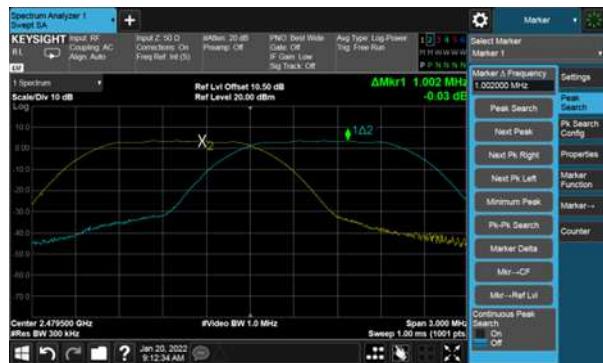 Spectrum Analyzer 1
Swept SA
+
Marker
KEYSIGHT
RL
Input: RF
Coupling: AC
Align: Auto
Input Z: 50 Ω
Corrections: On
Freq Ref: Int (S)
#Atten: 20 dB
Preamp: Off
PNO: Best Wide
Gate: Off
IF Gain: Low
Sig Track: Off
Avg Type: Log-Power
Trig: Free Run
1 2 3 4 5 6
M W W W W W
P P N N N N
Select Marker
Marker 1
LW
1 Spectrum
Scale/Div 10 dB
Log
Ref Lvl Offset 10.50 dB
Ref Level 20.00 dBm
ΔMkr1 1.002 MHz
-0.03 dB
Marker Δ Frequency
1.002000 MHz
Settings
Peak Search
Peak
Search
Next Peak
Pk Search
Config
Next Pk Right
Properties
Next Pk Left
Marker
Function
Minimum Peak
Marker→
Pk-Pk Search
Counter
Marker Delta
Mkr→CF
Mkr→Ref Lvl
Continuous Peak
Search
On
Off
10.0
0.00
-10.0
-20.0
-30.0
-40.0
-50.0
-60.0
-70.0
X2
1Δ2
Center 2.479500 GHz
#Res BW 300 kHz
#Video BW 1.0 MHz
Span 3.000 MHz
Sweep 1.00 ms (1001 pts)
?
Jan 20, 2022
9:12:34 AM